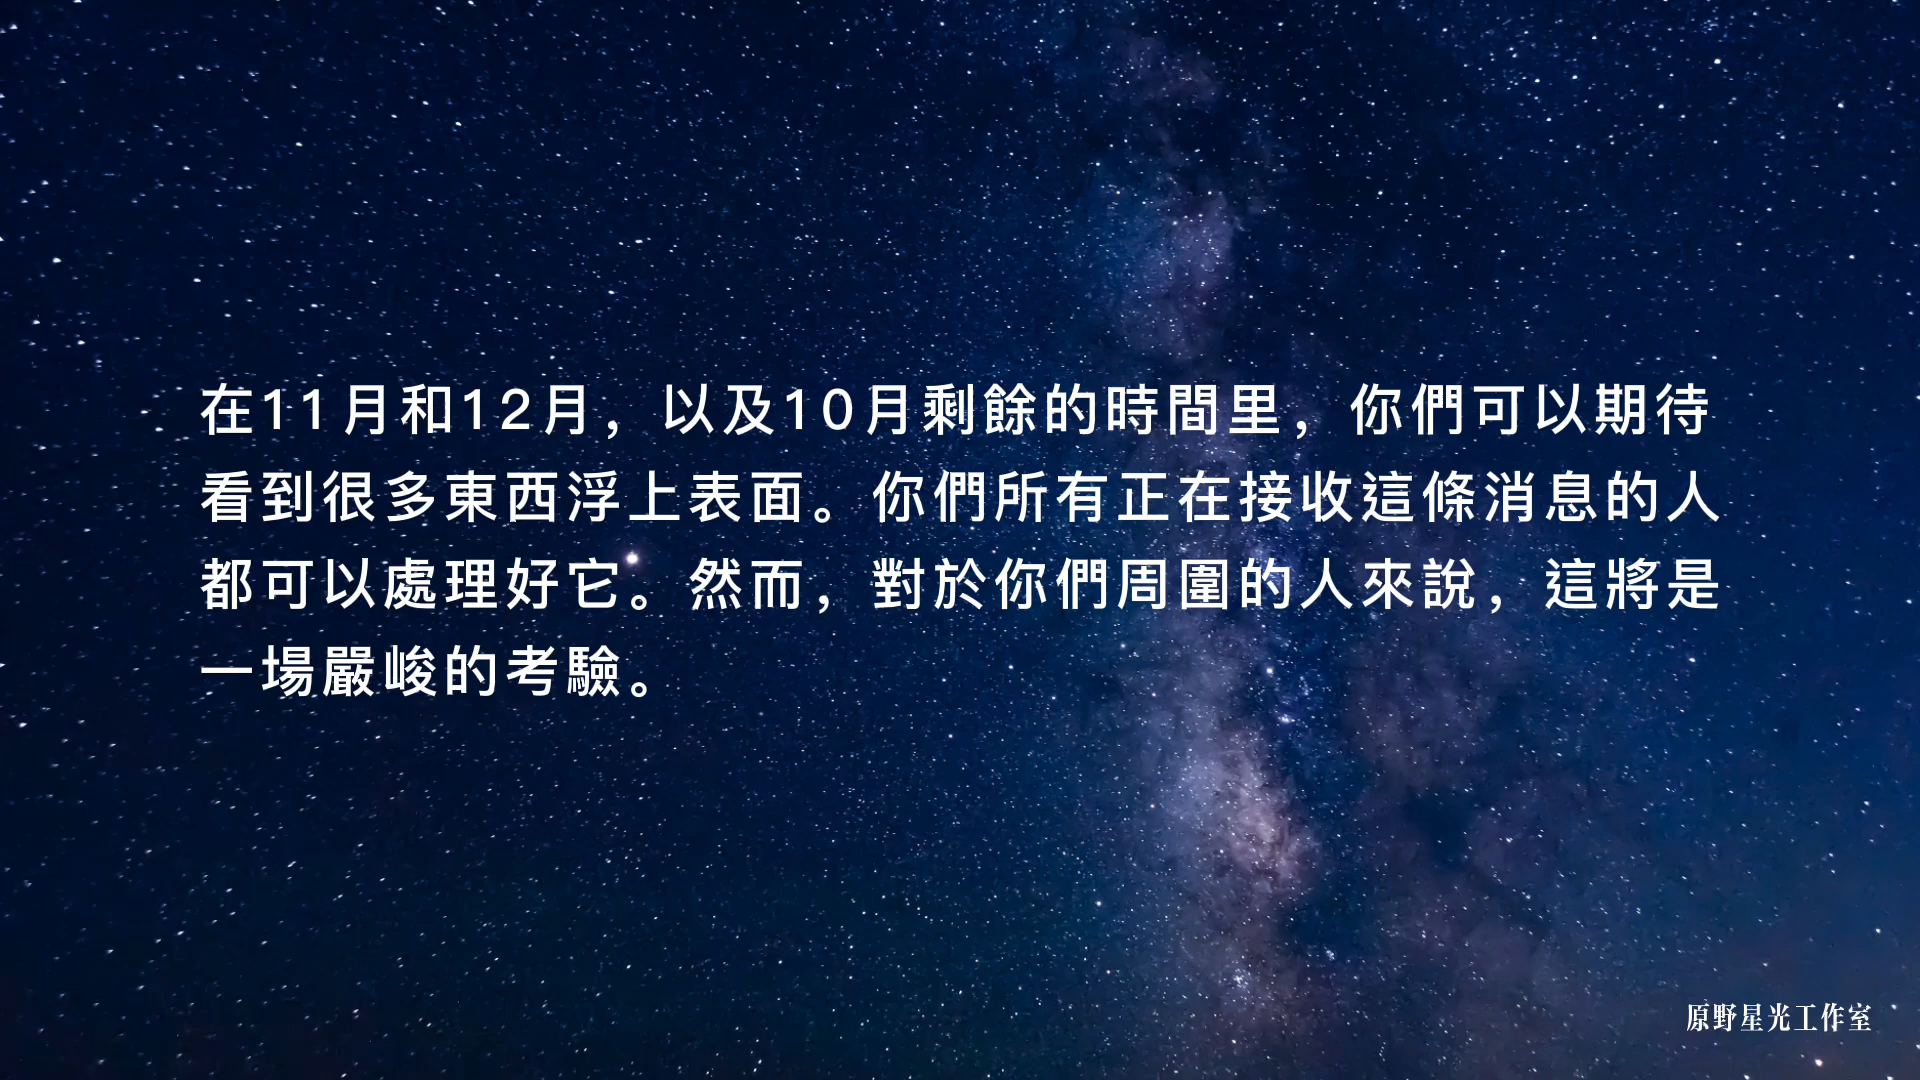 在11月和12月，以及10月剩餘的時間里，你們可以期待
看到很多東西浮上表面。你們所有正在接收這條消息的人
都可以處理好它。然而，對於你們周圍的人來說，這將是
一場嚴峻的考驗。
原野星光工作室